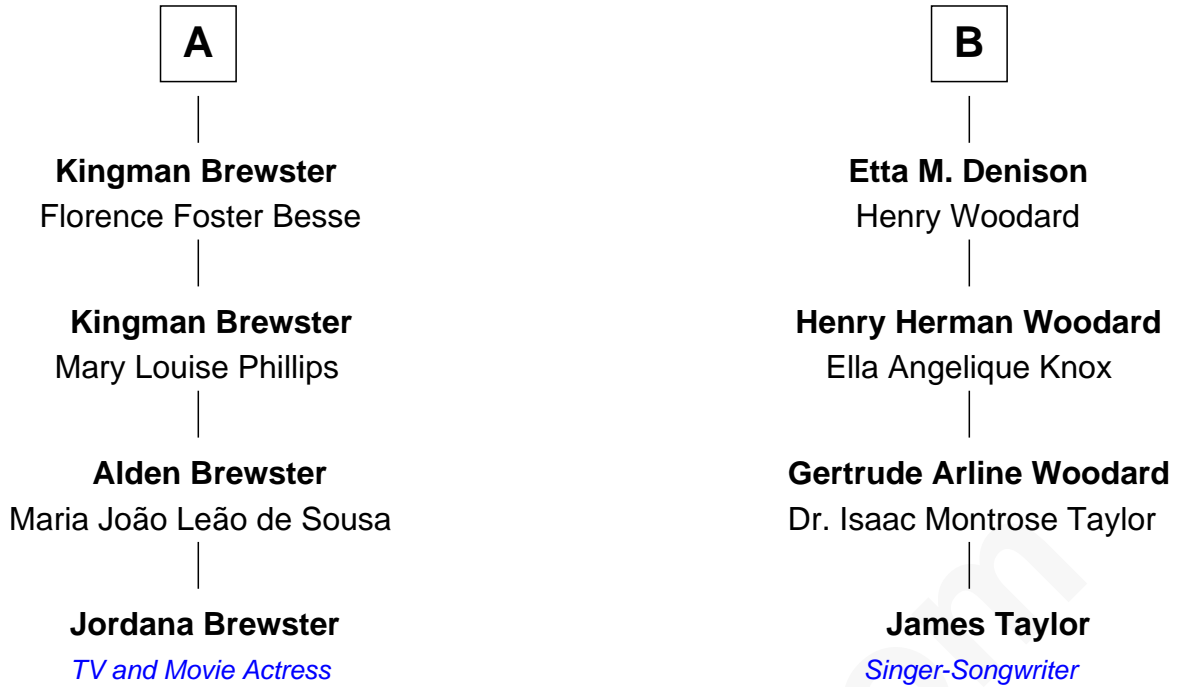 A
B
Kingman Brewster
Florence Foster Besse
Etta M. Denison
Henry Woodard
Kingman Brewster
Mary Louise Phillips
Henry Herman Woodard
Ella Angelique Knox
Alden Brewster
Maria João Leão de Sousa
Gertrude Arline Woodard
Dr. Isaac Montrose Taylor
Jordana Brewster
TV and Movie Actress
James Taylor
Singer-Songwriter